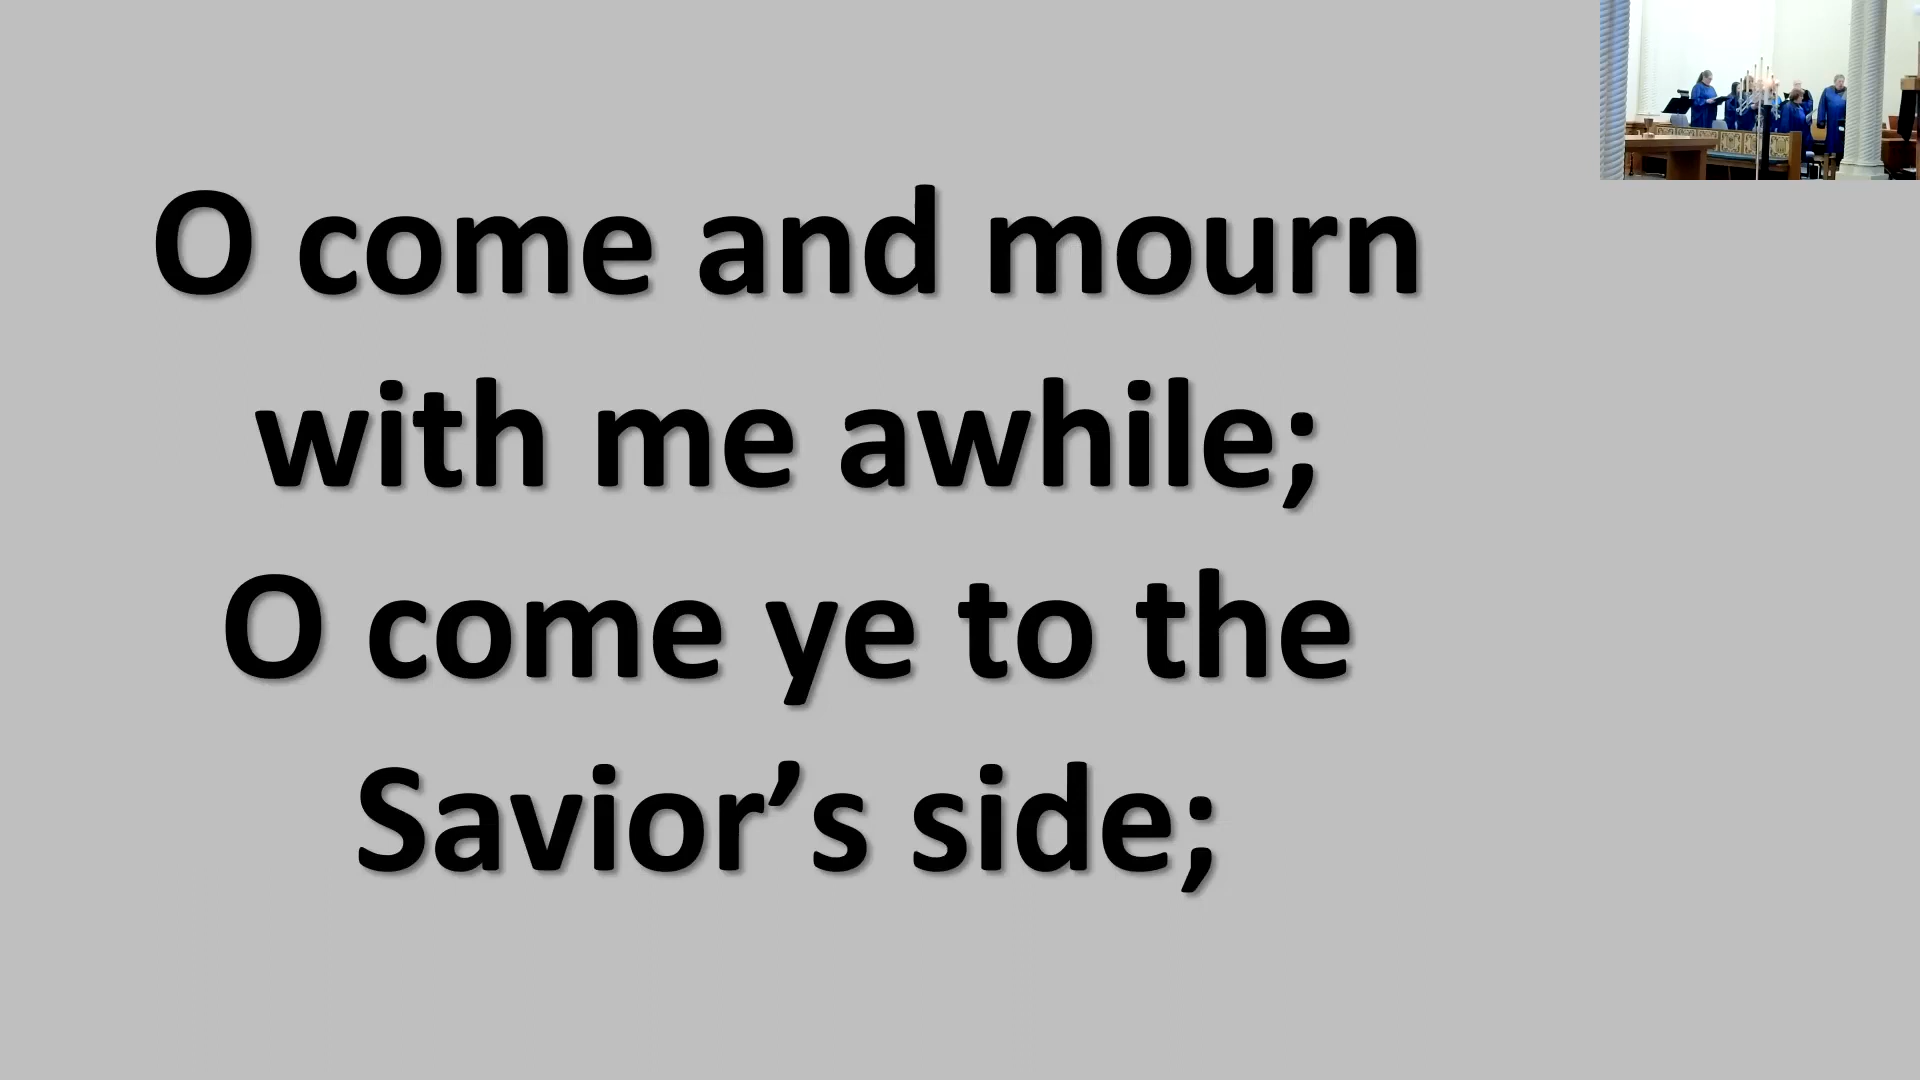 O come and mourn
with me awhile;
O come ye to the
Savior’s side;